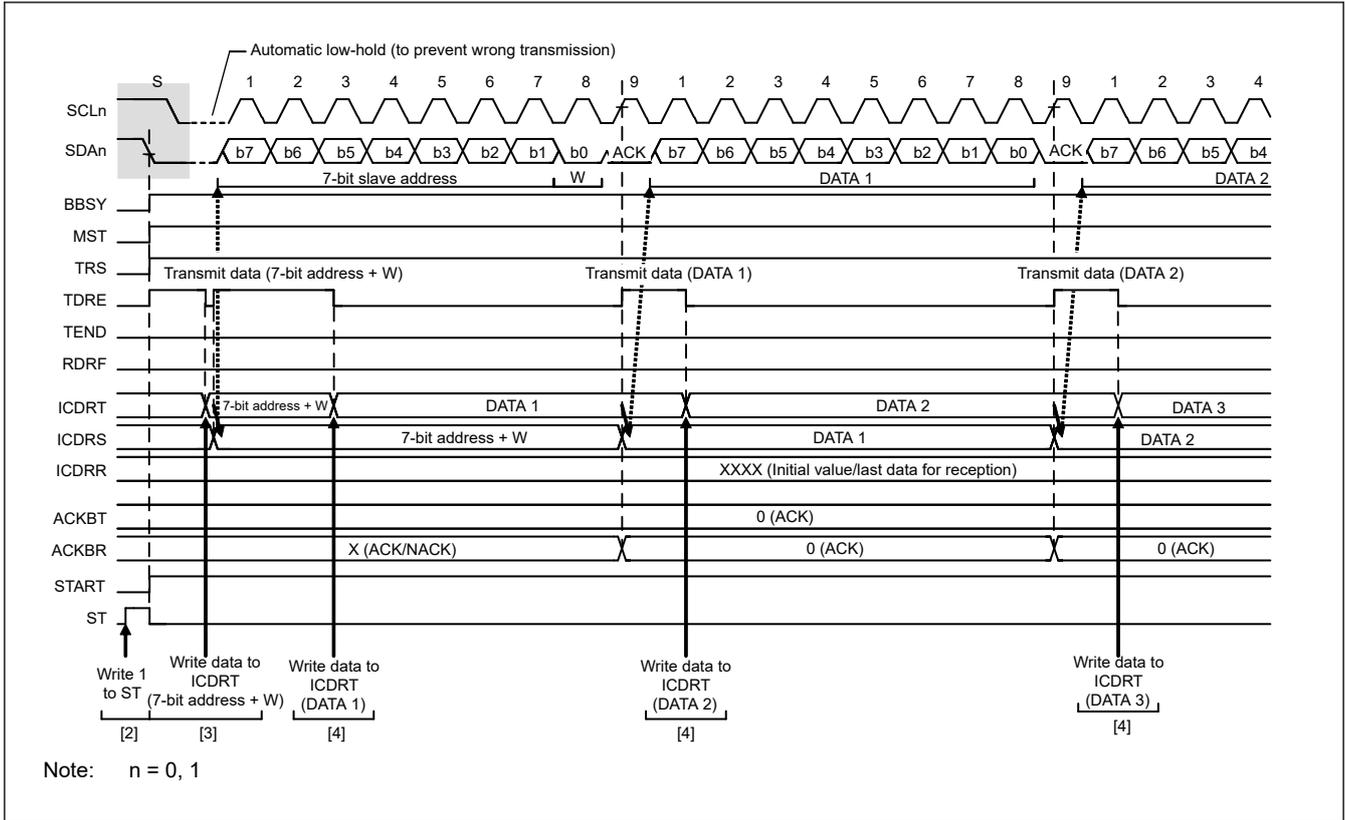 Automatic low-hold (to prevent wrong transmission)
S 1 2 3 4 5 6 7 8 9 1 2 3 4 5 6 7 8 9 1 2 3 4
SCLn
SDAn b7 b6 b5 b4 b3 b2 b1 b0 ACK b7 b6 b5 b4 b3 b2 b1 b0 ACK b7 b6 b5 b4
7-bit slave address W DATA 1 DATA 2
BBSY
MST
TRS
Transmit data (7-bit address + W) Transmit data (DATA 1) Transmit data (DATA 2)
TDRE
TEND
RDRF
ICDRT 7-bit address + W DATA 1 DATA 2 DATA 3
ICDRS 7-bit address + W DATA 1 DATA 2
ICDRR XXXX (Initial value/last data for reception)
ACKBT 0 (ACK)
ACKBR X (ACK/NACK) 0 (ACK) 0 (ACK)
START
ST
Write 1
to ST
[2]
Write data to
ICDRT
(7-bit address + W)
[3]
Write data to
ICDRT
(DATA 1)
[4]
Write data to
ICDRT
(DATA 2)
[4]
Write data to
ICDRT
(DATA 3)
[4]
Note: n = 0, 1